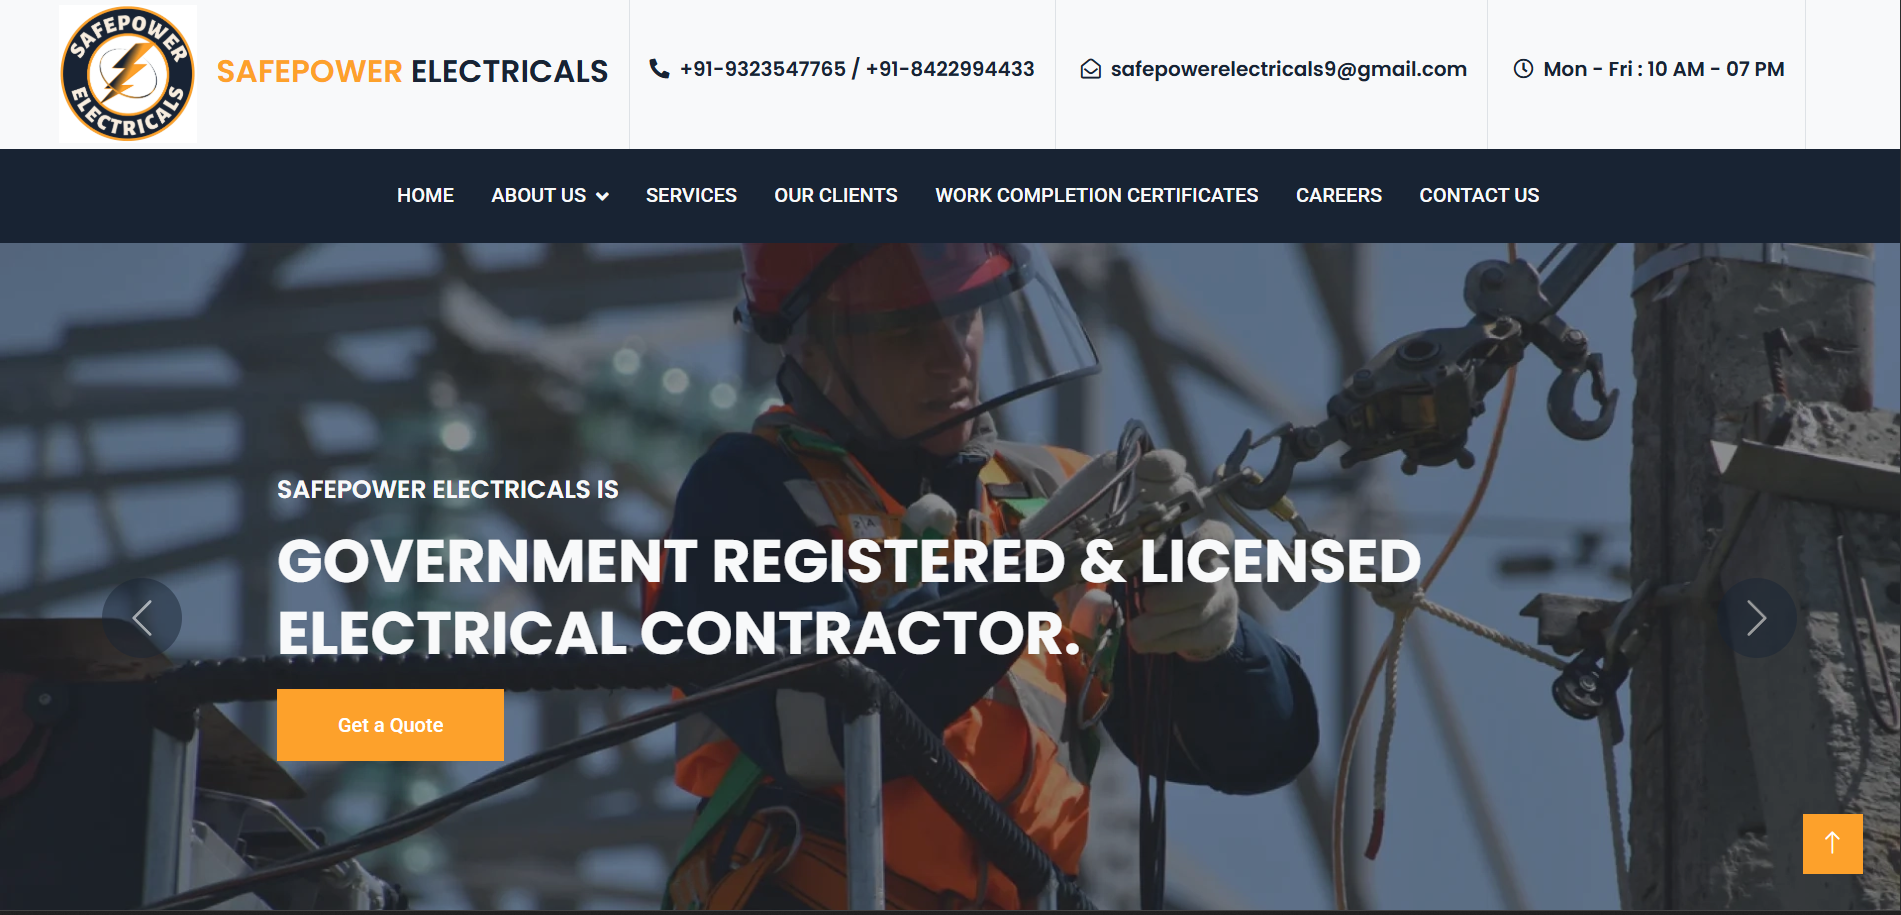 SAFEPOWER
ELECTRICALS
SAFEPOWER ELECTRICALS
+91-9323547765 / +91-8422994433
safepowerelectricals9@gmail.com
Mon - Fri : 10 AM - 07 PM
HOME
ABOUT US
SERVICES
OUR CLIENTS
WORK COMPLETION CERTIFICATES
CAREERS
CONTACT US
SAFEPOWER ELECTRICALS IS
GOVERNMENT REGISTERED & LICENSED
ELECTRICAL CONTRACTOR.
Get a Quote